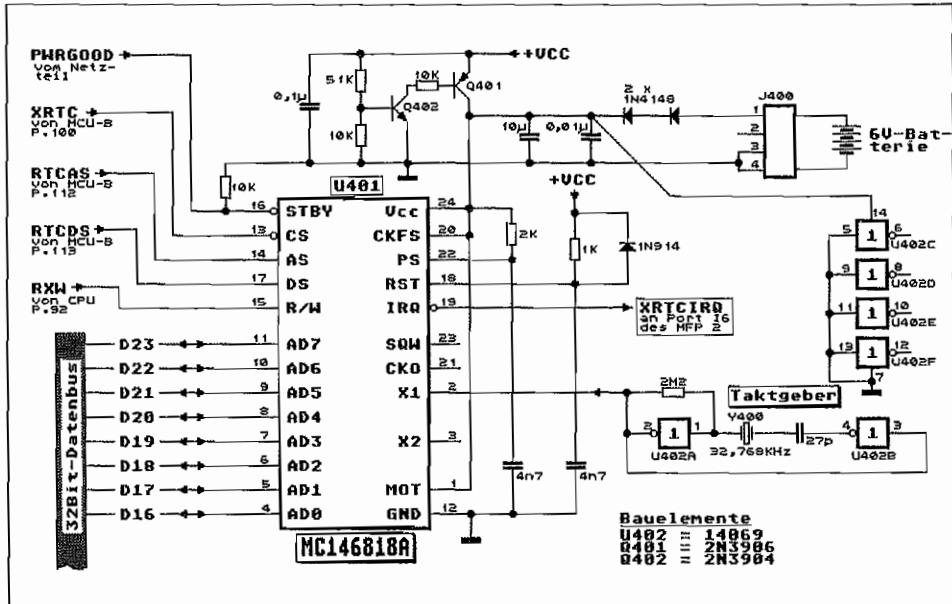 PWRGOOD
vom Netz-
teil
XRTC
von MCU-B
P.100
RTCAS
von MCU-B
P.112
RTCDS
von MCU-B
P.113
RXW
von CPU
P.92
32Bit-Datenbus
D23
D22
D21
D20
D19
D18
D17
D16
0,1µ
51K
10K
10K
Q402
Q401
+VCC
10K
U401
16 STBY
13 CS
14 AS
17 DS
15 R/W
11 AD7
10 AD6
9 AD5
8 AD4
7 AD3
6 AD2
5 AD1
4 AD0
Vcc 24
CKFS 20
PS 22
RST 18
IRQ 19
SQW 23
CKO 21
X1 2
X2 3
MOT 1
GND 12
MC146818A
10µ
0,01µ
2 X
1N4148
J400
1
2
3
4
6V-Bat-
terie
+VCC
2K
1K
1N914
XRTCIRQ
an Port I6
des MFP 2
4n7
4n7
14
5 1 6
U402C
9 1 8
U402D
11 1 10
U402E
13 1 12
U402F
7
Taktgeber
2M2
2 1 1
U402A
Y400
32,768KHz
27p
4 1 3
U402B
Bauelemente
U402 = 14069
Q401 = 2N3906
Q402 = 2N3904